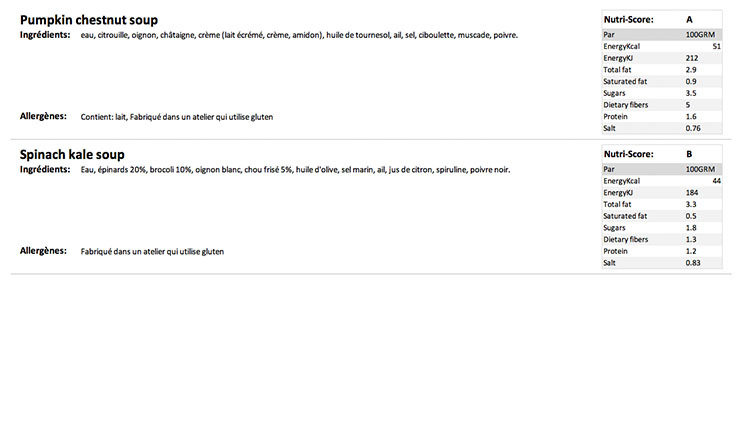 Pumpkin chestnut soup
Ingrédients: eau, citrouille, oignon, châtaigne, crème (lait écrémé, crème, amidon), huile de tournesol, ail, sel, ciboulette, muscade, poivre.
Allergènes: Contient: lait, Fabriqué dans un atelier qui utilise gluten
Nutri-Score: A
Par 100GRM
EnergyKcal 51
EnergyKJ 212
Total fat 2.9
Saturated fat 0.9
Sugars 3.5
Dietary fibers 5
Protein 1.6
Salt 0.76
Spinach kale soup
Ingrédients: Eau, épinards 20%, brocoli 10%, oignon blanc, chou frisé 5%, huile d'olive, sel marin, ail, jus de citron, spiruline, poivre noir.
Allergènes: Fabriqué dans un atelier qui utilise gluten
Nutri-Score: B
Par 100GRM
EnergyKcal 44
EnergyKJ 184
Total fat 3.3
Saturated fat 0.5
Sugars 1.8
Dietary fibers 1.3
Protein 1.2
Salt 0.83